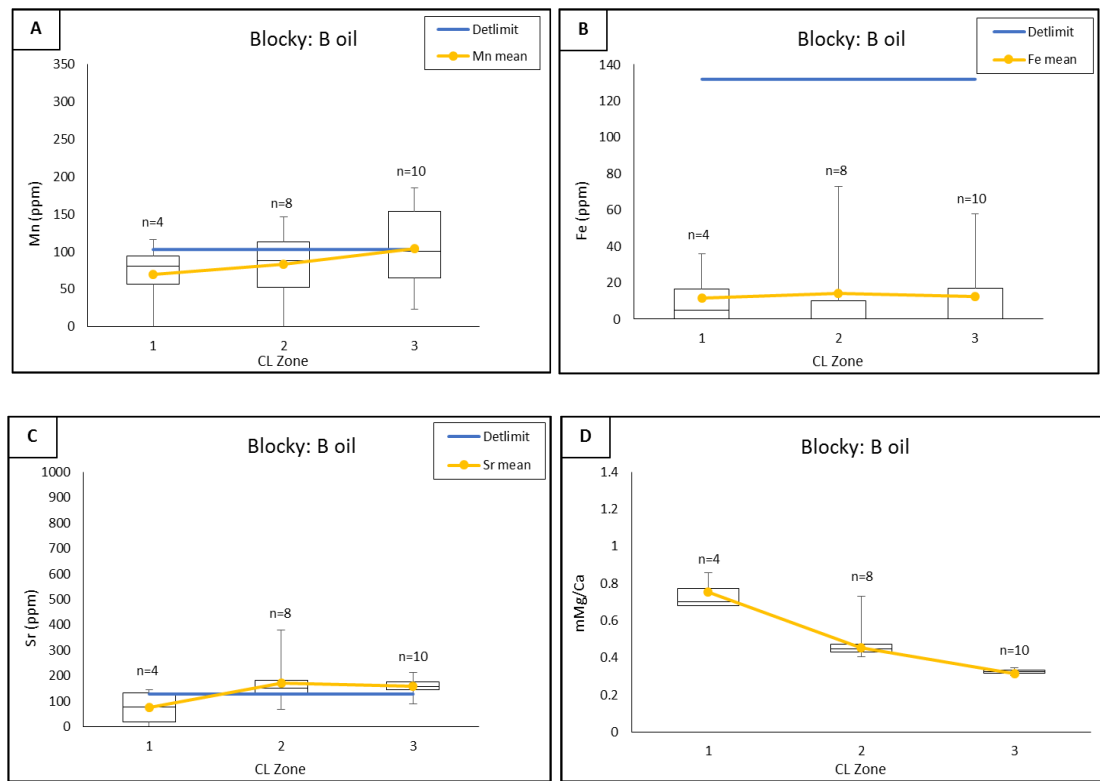 A
Blocky: B oil
Detlimit
Mn mean
350
300
250
200
150
100
50
0
Mn (ppm)
n=4
n=8
n=10
1 2 3
CL Zone
B
Blocky: B oil
Detlimit
Fe mean
140
120
100
80
60
40
20
0
Fe (ppm)
n=4
n=8
n=10
1 2 3
CL Zone
C
Blocky: B oil
Detlimit
Sr mean
1000
900
800
700
600
500
400
300
200
100
0
Sr (ppm)
n=4
n=8
n=10
1 2 3
CL Zone
D
Blocky: B oil
1.4
1.2
1
0.8
0.6
0.4
0.2
0
mMg/Ca
n=4
n=8
n=10
1 2 3
CL Zone